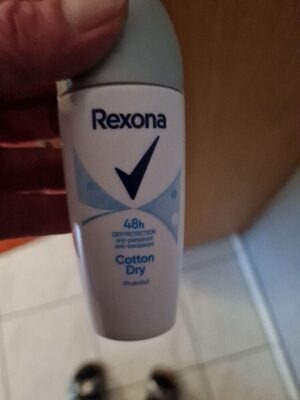 Rexona
48h
DRY PROTECTION
anti-perspirant
anti-transpirant
Cotton
Dry
0% alcohol